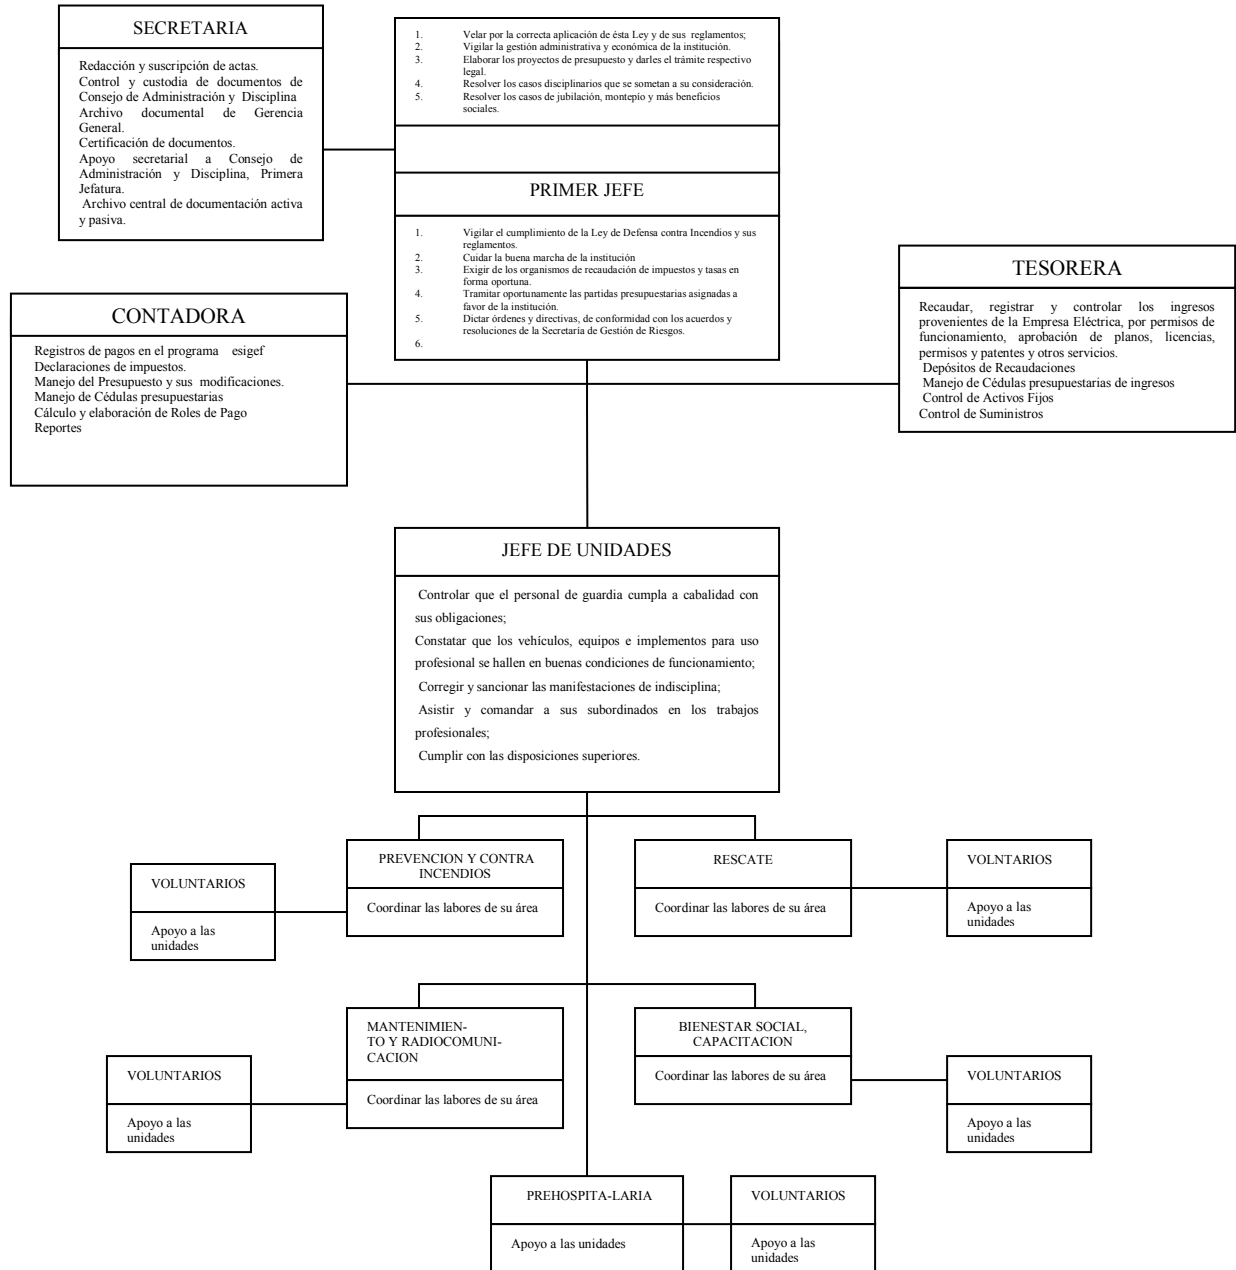 SECRETARIA
Redacción y suscripción de actas.
Control y custodia de documentos de
Consejo de Administración y Disciplina
Archivo documental de Gerencia
General.
Certificación de documentos.
Apoyo secretarial a Consejo de
Administración y Disciplina, Primera
Jefatura.
Archivo central de documentación activa
y pasiva.
1. Velar por la correcta aplicación de ésta Ley y de sus reglamentos;
2. Vigilar la gestión administrativa y económica de la institución.
3. Elaborar los proyectos de presupuesto y darles el trámite respectivo
legal.
4. Resolver los casos disciplinarios que se sometan a su consideración.
5. Resolver los casos de jubilación, montepío y más beneficios
sociales.
PRIMER JEFE
1. Vigilar el cumplimiento de la Ley de Defensa contra Incendios y sus
reglamentos.
2. Cuidar la buena marcha de la institución
3. Exigir de los organismos de recaudación de impuestos y tasas en
forma oportuna.
4. Tramitar oportunamente las partidas presupuestarias asignadas a
favor de la institución.
5. Dictar órdenes y directivas, de conformidad con los acuerdos y
resoluciones de la Secretaría de Gestión de Riesgos.
6.
CONTADORA
Registros de pagos en el programa esigef
Declaraciones de impuestos.
Manejo del Presupuesto y sus modificaciones.
Manejo de Cédulas presupuestarias
Cálculo y elaboración de Roles de Pago
Reportes
TESORERA
Recaudar, registrar y controlar los ingresos
provenientes de la Empresa Eléctrica, por permisos de
funcionamiento, aprobación de planos, licencias,
permisos y patentes y otros servicios.
Depósitos de Recaudaciones
Manejo de Cédulas presupuestarias de ingresos
Control de Activos Fijos
Control de Suministros
JEFE DE UNIDADES
Controlar que el personal de guardia cumpla a cabalidad con
sus obligaciones;
Constatar que los vehículos, equipos e implementos para uso
profesional se hallen en buenas condiciones de funcionamiento;
Corregir y sancionar las manifestaciones de indisciplina;
Asistir y comandar a sus subordinados en los trabajos
profesionales;
Cumplir con las disposiciones superiores.
VOLUNTARIOS
Apoyo a las
unidades
PREVENCION Y CONTRA
INCENDIOS
Coordinar las labores de su área
RESCATE
Coordinar las labores de su área
VOLNTARIOS
Apoyo a las
unidades
VOLUNTARIOS
Apoyo a las
unidades
MANTENIMIEN-
TO Y RADIOCOMUNI-
CACION
Coordinar las labores de su área
BIENESTAR SOCIAL,
CAPACITACION
Coordinar las labores de su área
VOLUNTARIOS
Apoyo a las
unidades
PREHOSPITA-LARIA
Apoyo a las unidades
VOLUNTARIOS
Apoyo a las
unidades